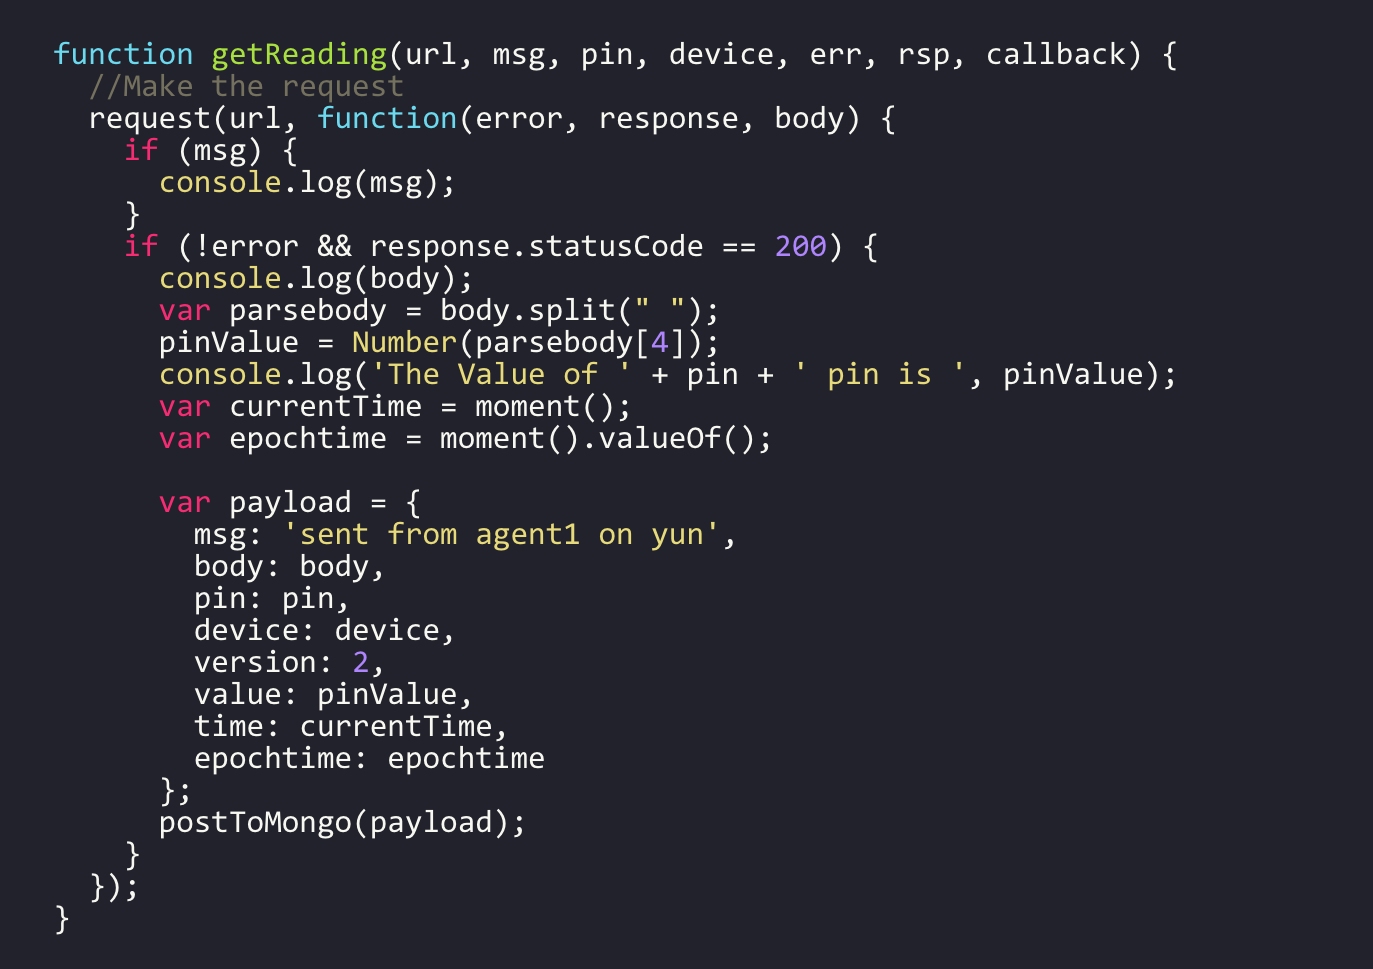 function getReading(url, msg, pin, device, err, rsp, callback) {
  //Make the request
  request(url, function(error, response, body) {
    if (msg) {
      console.log(msg);
    }
    if (!error && response.statusCode == 200) {
      console.log(body);
      var parsebody = body.split(" ");
      pinValue = Number(parsebody[4]);
      console.log('The Value of ' + pin + ' pin is ', pinValue);
      var currentTime = moment();
      var epochtime = moment().valueOf();

      var payload = {
        msg: 'sent from agent1 on yun',
        body: body,
        pin: pin,
        device: device,
        version: 2,
        value: pinValue,
        time: currentTime,
        epochtime: epochtime
      };
      postToMongo(payload);
    }
  });
}